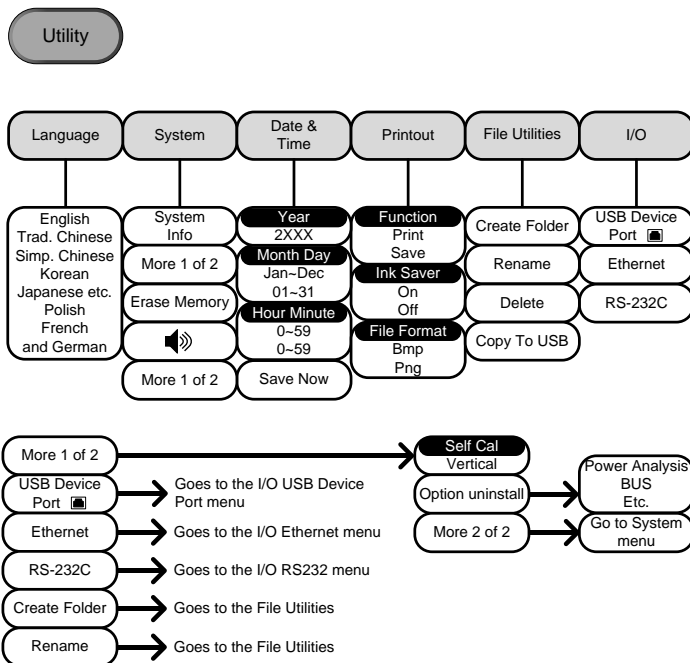 Utility
Language
System
Date &
Time
Printout
File Utilities
I/O
English
Trad. Chinese
Simp. Chinese
Korean
Japanese etc.
Polish
French
and German
System
Info
More 1 of 2
Erase Memory
More 1 of 2
Year
2XXX
Month Day
Jan~Dec
01~31
Hour Minute
0~59
0~59
Save Now
Function
Print
Save
Ink Saver
On
Off
File Format
Bmp
Png
Create Folder
Rename
Delete
Copy To USB
USB Device
Port
Ethernet
RS-232C
More 1 of 2
Self Cal
Vertical
Option uninstall
Power Analysis
BUS
Etc.
More 2 of 2
Go to System
menu
USB Device
Port
Goes to the I/O USB Device
Port menu
Ethernet
Goes to the I/O Ethernet menu
RS-232C
Goes to the I/O RS232 menu
Create Folder
Goes to the File Utilities
Rename
Goes to the File Utilities